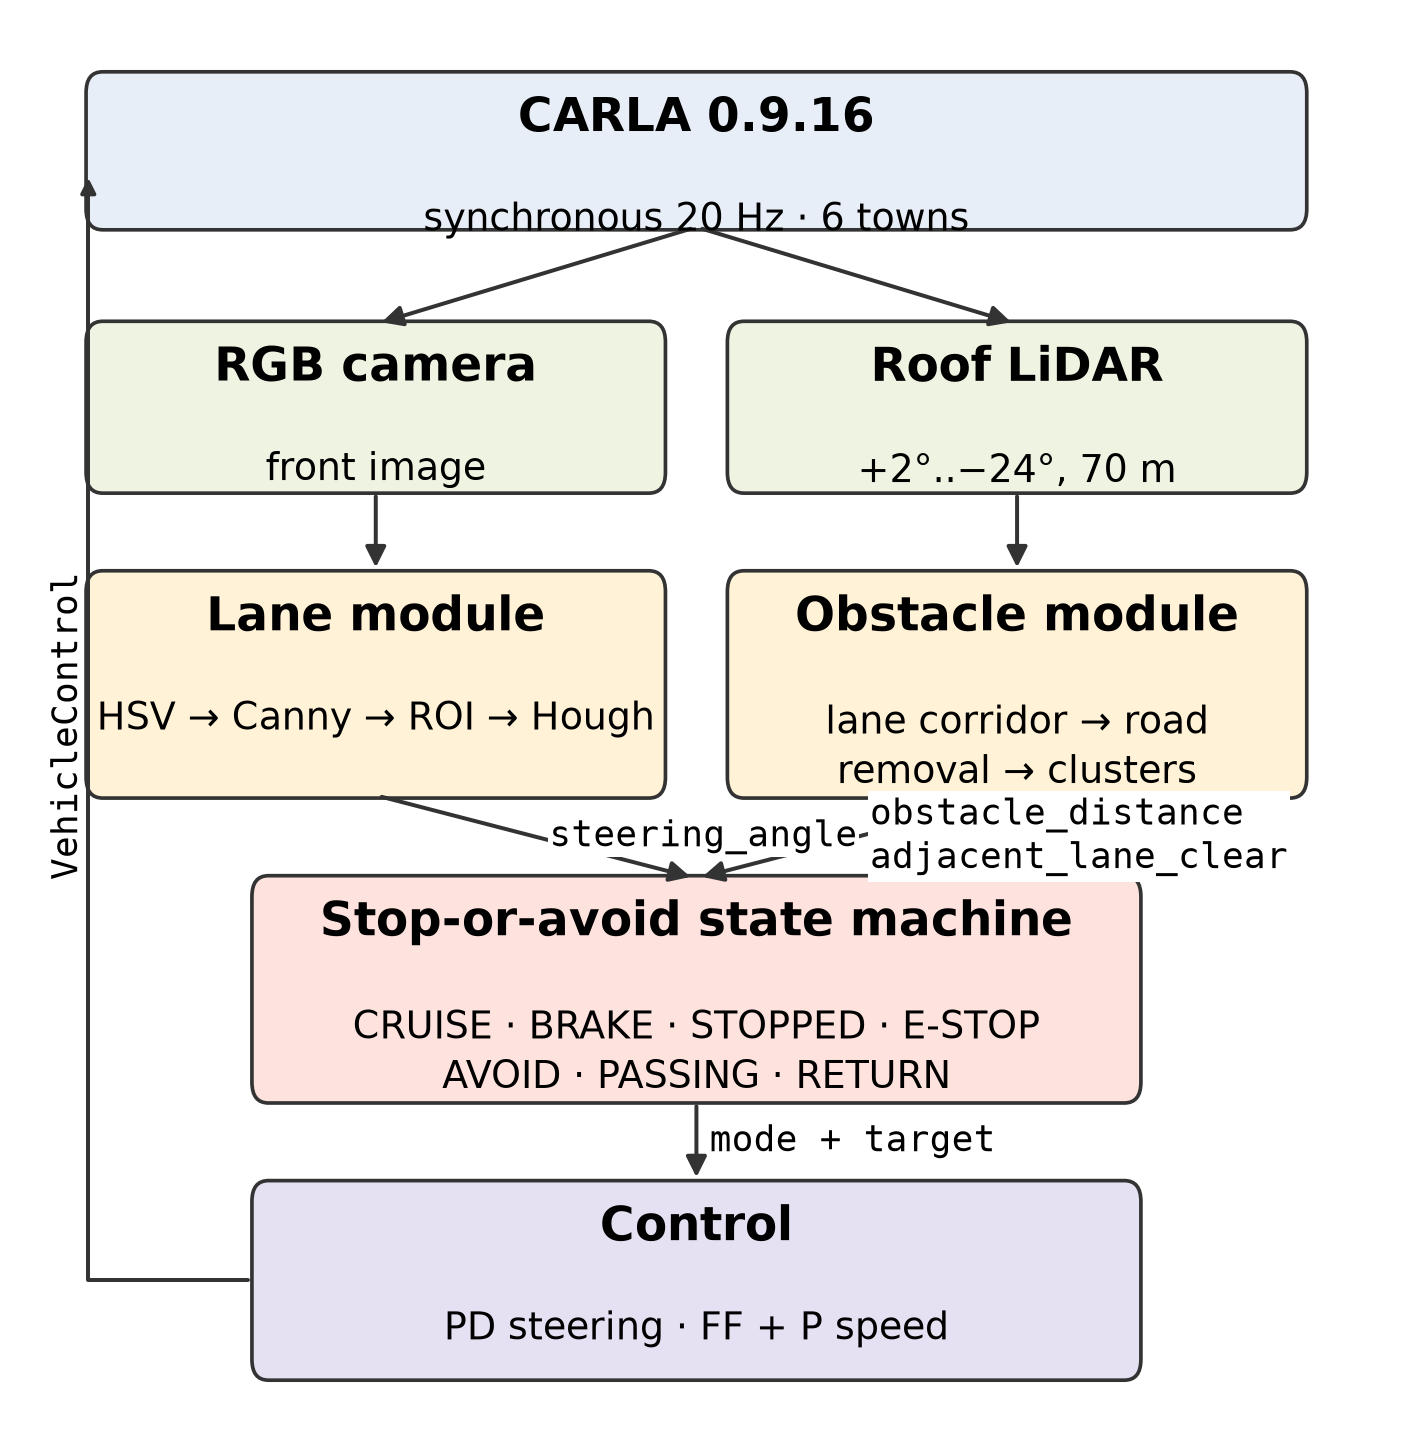 CARLA 0.9.16
synchronous 20 Hz · 6 towns
RGB camera
front image
Roof LiDAR
+2°..−24°, 70 m
Lane module
HSV → Canny → ROI → Hough
Obstacle module
lane corridor → road
removal → clusters
steering_angle
obstacle_distance
adjacent_lane_clear
Stop-or-avoid state machine
CRUISE · BRAKE · STOPPED · E-STOP
AVOID · PASSING · RETURN
mode + target
Control
PD steering · FF + P speed
VehicleControl